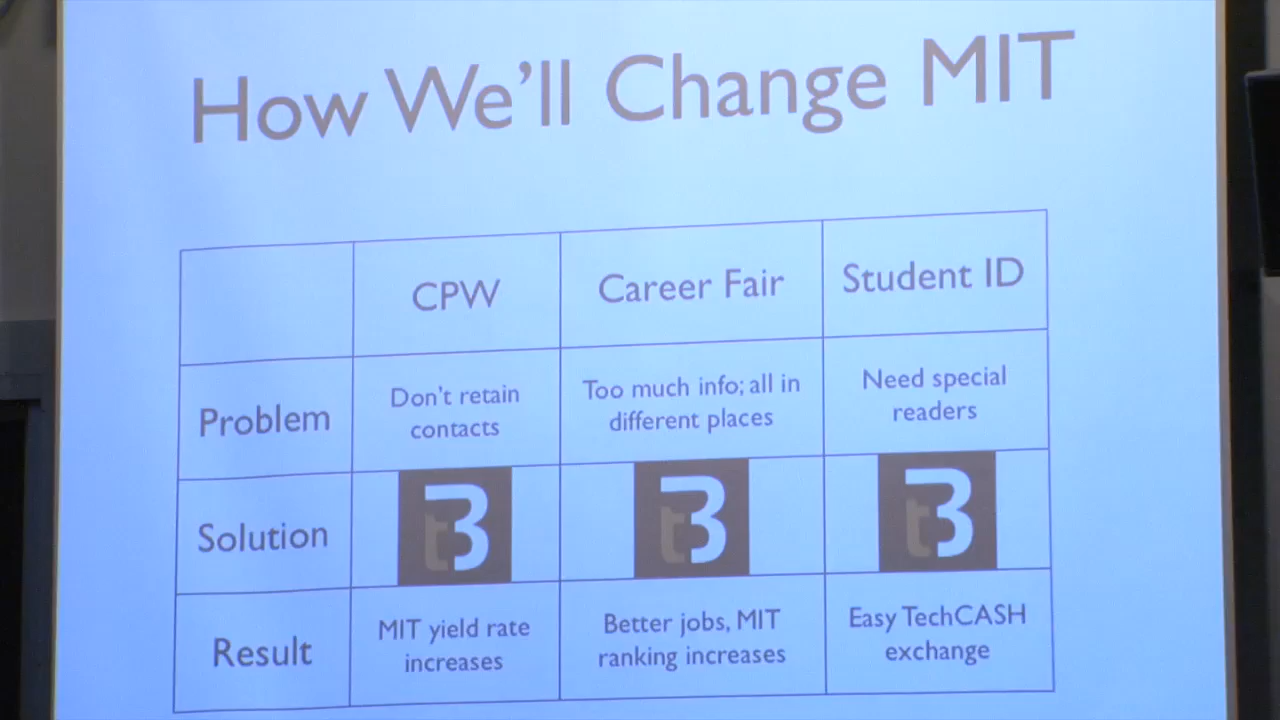 How We'll Change MIT
CPW
Career Fair
Student ID
Problem
Don't retain
contacts
Too much info; all in
different places
Need special
readers
Solution
t3
t3
t3
Result
MIT yield rate
increases
Better jobs, MIT
ranking increases
Easy TechCASH
exchange